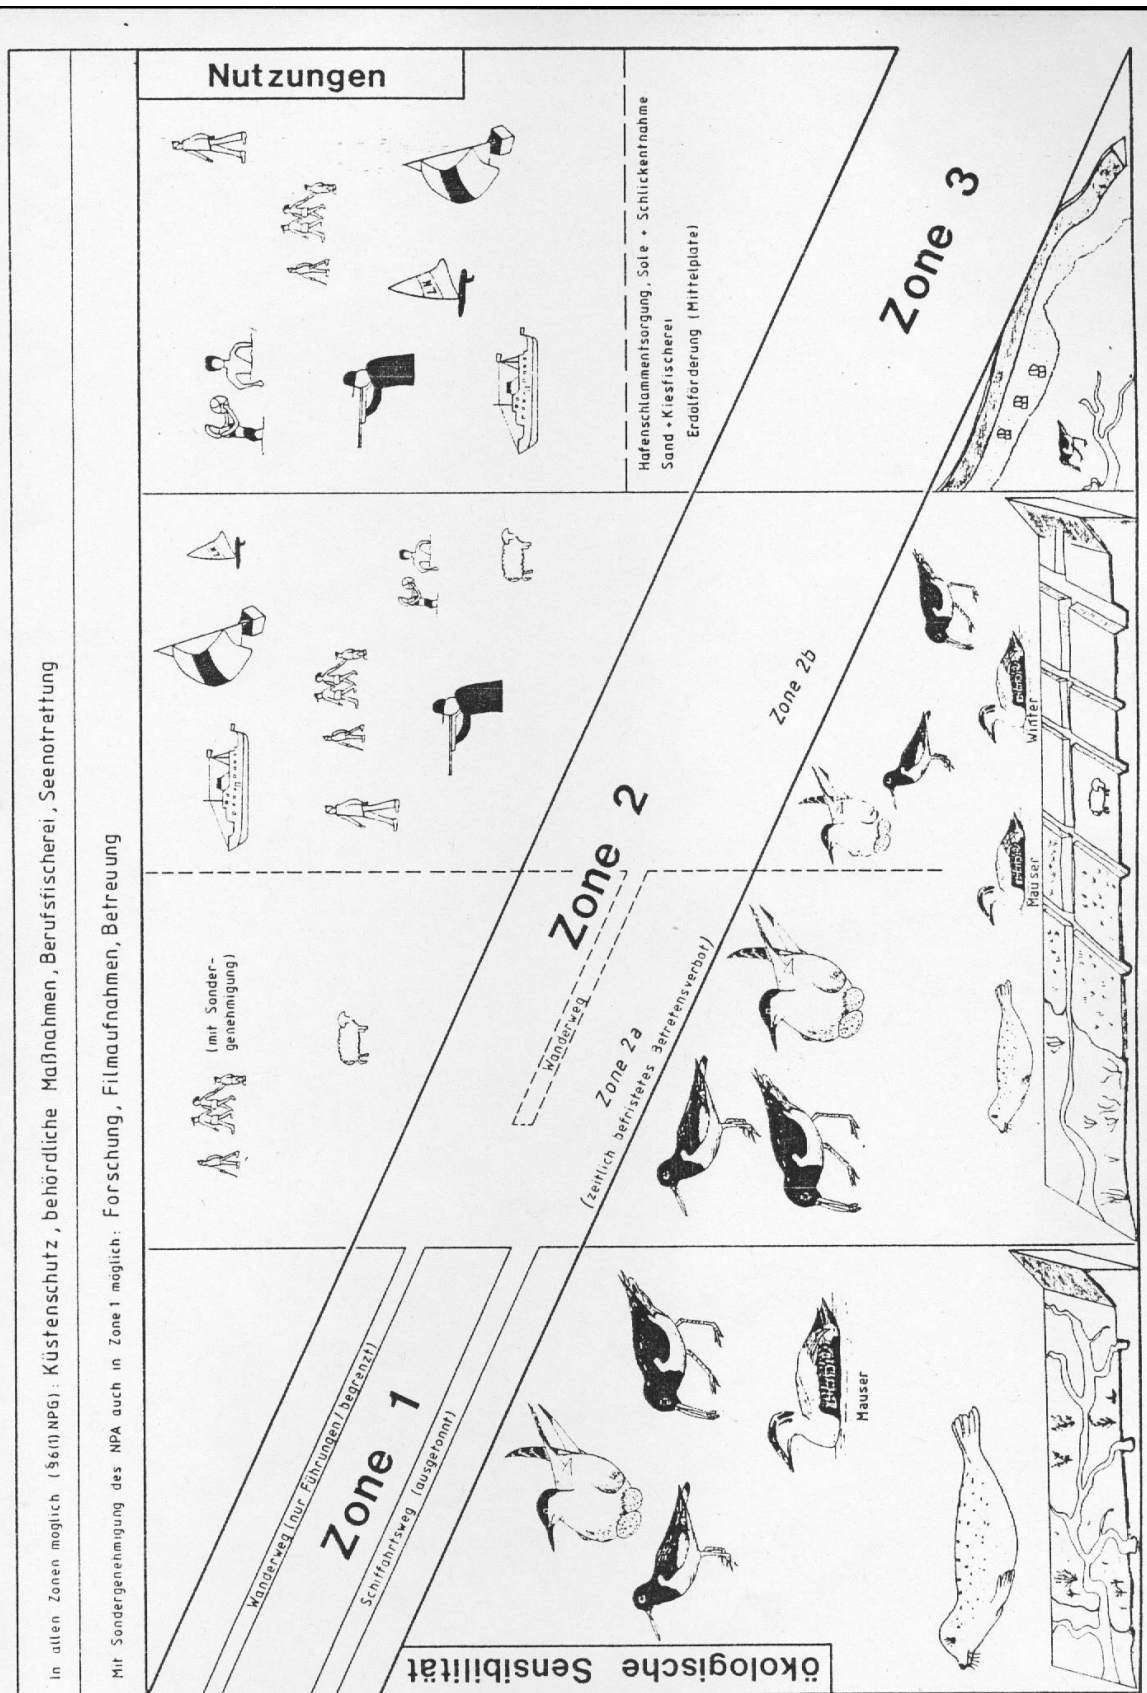 In allen Zonen möglich (§6(1) NPG): Küstenschutz, behördliche Maßnahmen, Berufsfischerei, Seenotrettung
Mit Sondergenehmigung des NPA auch in Zone 1 möglich: Forschung, Filmaufnahmen, Betreuung
Nutzungen
(mit Sonder-
genehmigung)
Hafenschlammentsorgung, Sole + Schlickentnahme
Sand + Kiesfischerei
Erdölförderung (Mittelplate)
Wanderweg (nur Führungen / begrenzt)
Zone 1
Schiffahrtsweg (ausgetonnt)
Zone 2
Wanderweg
Zone 2a
(zeitlich befristetes Betretensverbot)
Zone 2b
Zone 3
Mauser
Mauser
Winter
ökologische Sensibilität